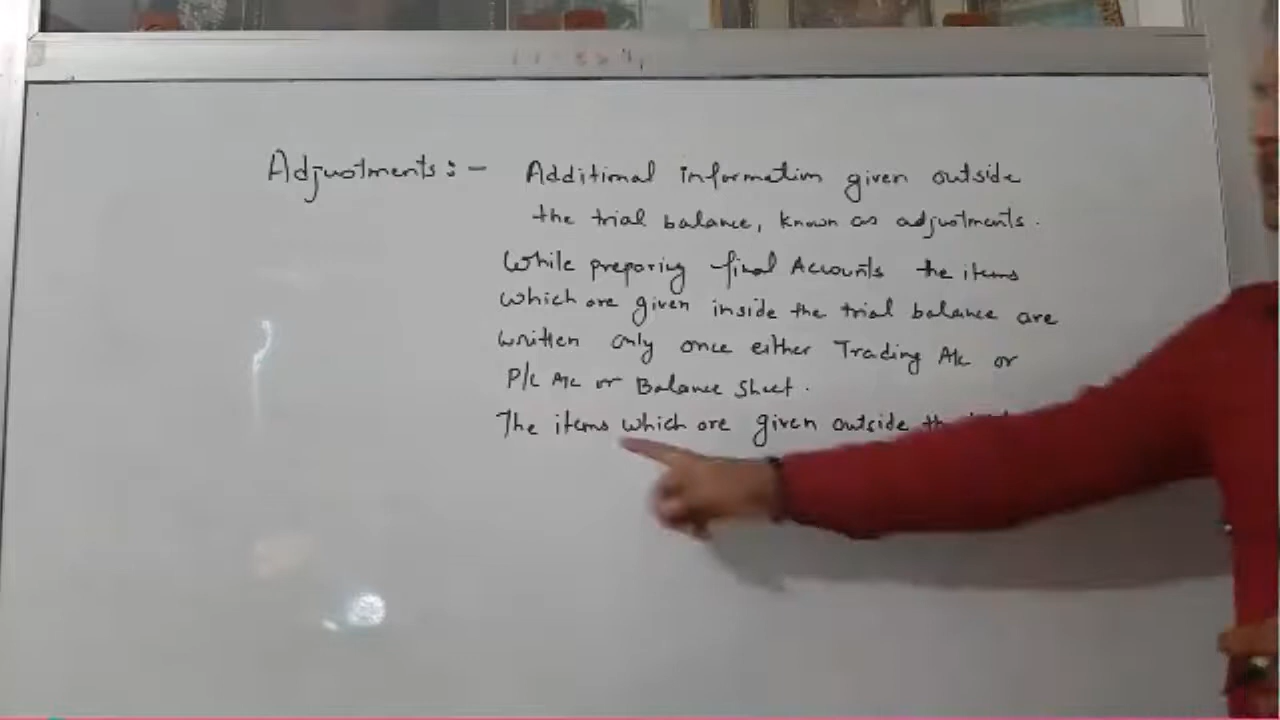 Adjustments :- Additional information given outside
the trial balance, known as adjustments.
While preparing final Accounts the items
which are given inside the trial balance are
written only once either Trading A/c or
P/L A/c or Balance Sheet.
The items which are given outside